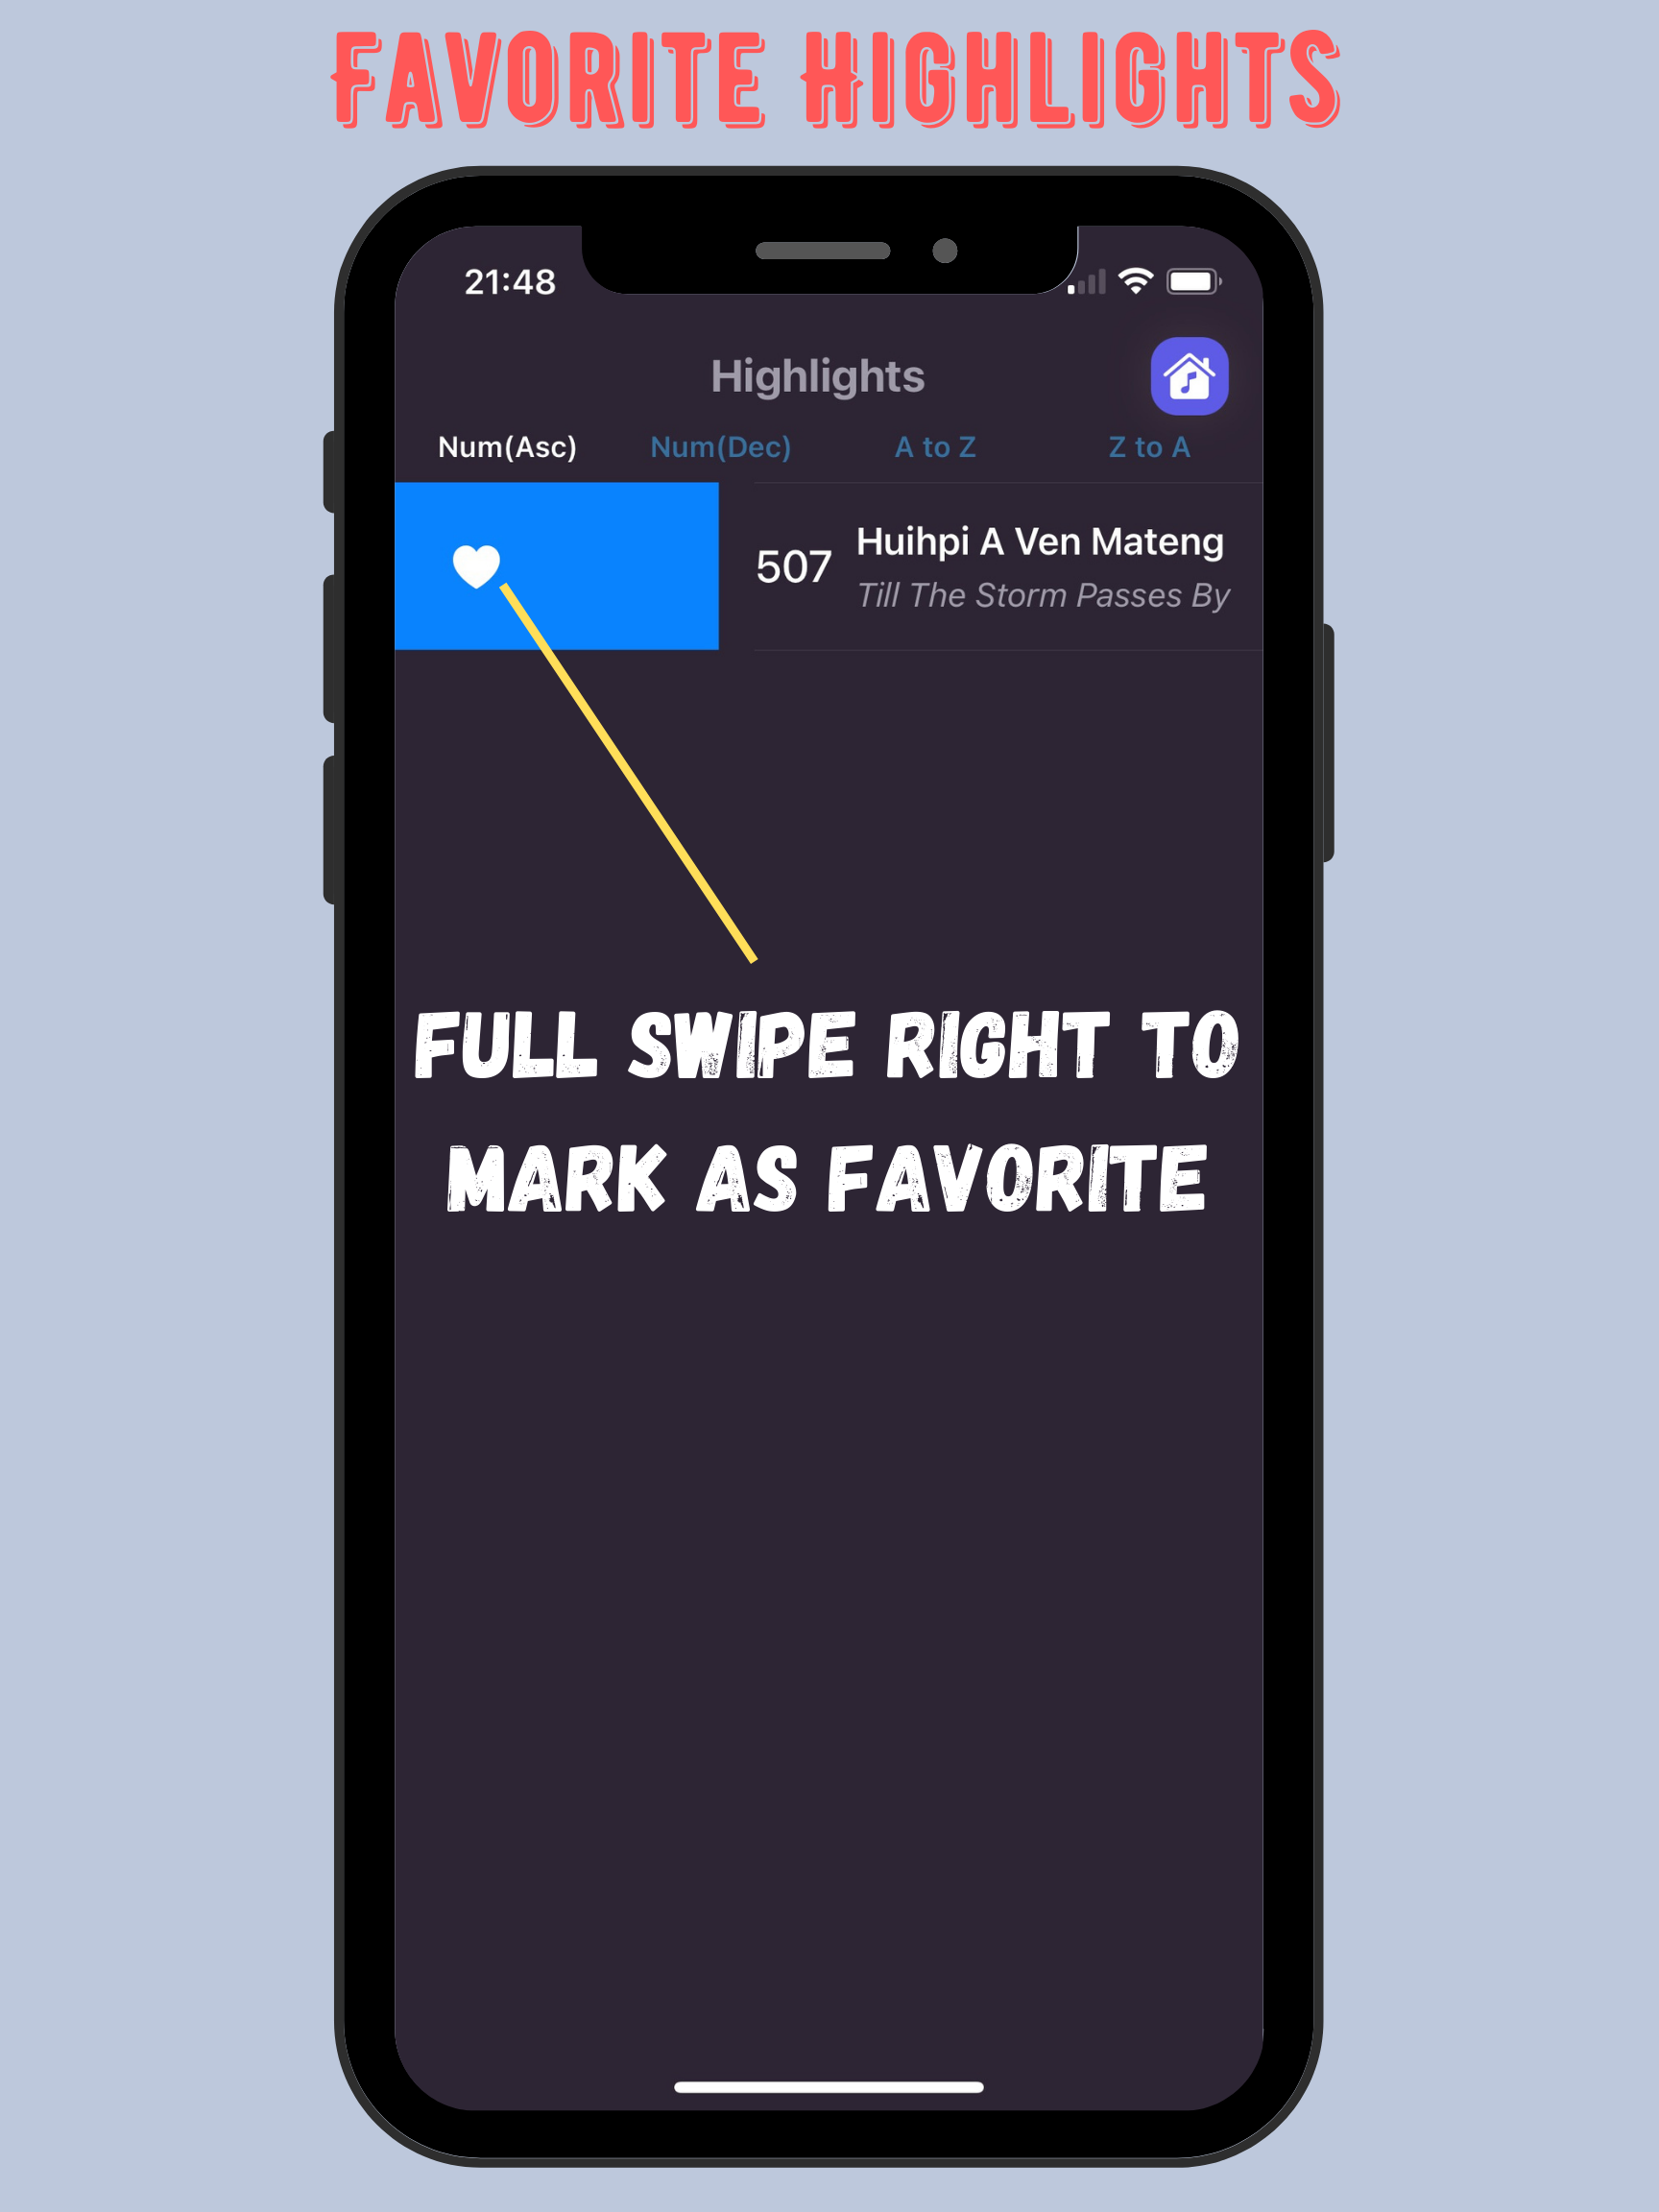 Favorite Highlights
21:48
Highlights
Num(Asc) Num(Dec) A to Z Z to A
507 Huihpi A Ven Mateng
Till The Storm Passes By
FULL SWIPE RIGHT TO
MARK AS FAVORITE